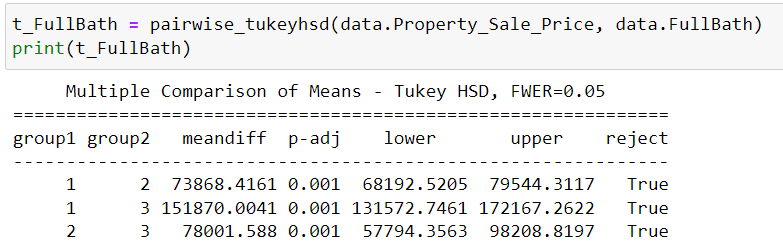 t_FullBath = pairwise_tukeyhsd(data.Property_Sale_Price, data.FullBath)
print(t_FullBath)
Multiple Comparison of Means - Tukey HSD, FWER=0.05
==============================================================
group1 group2 meandiff p-adj lower upper reject
--------------------------------------------------------------
1 2 73868.4161 0.001 68192.5205 79544.3117 True
1 3 151870.0041 0.001 131572.7461 172167.2622 True
2 3 78001.588 0.001 57794.3563 98208.8197 True